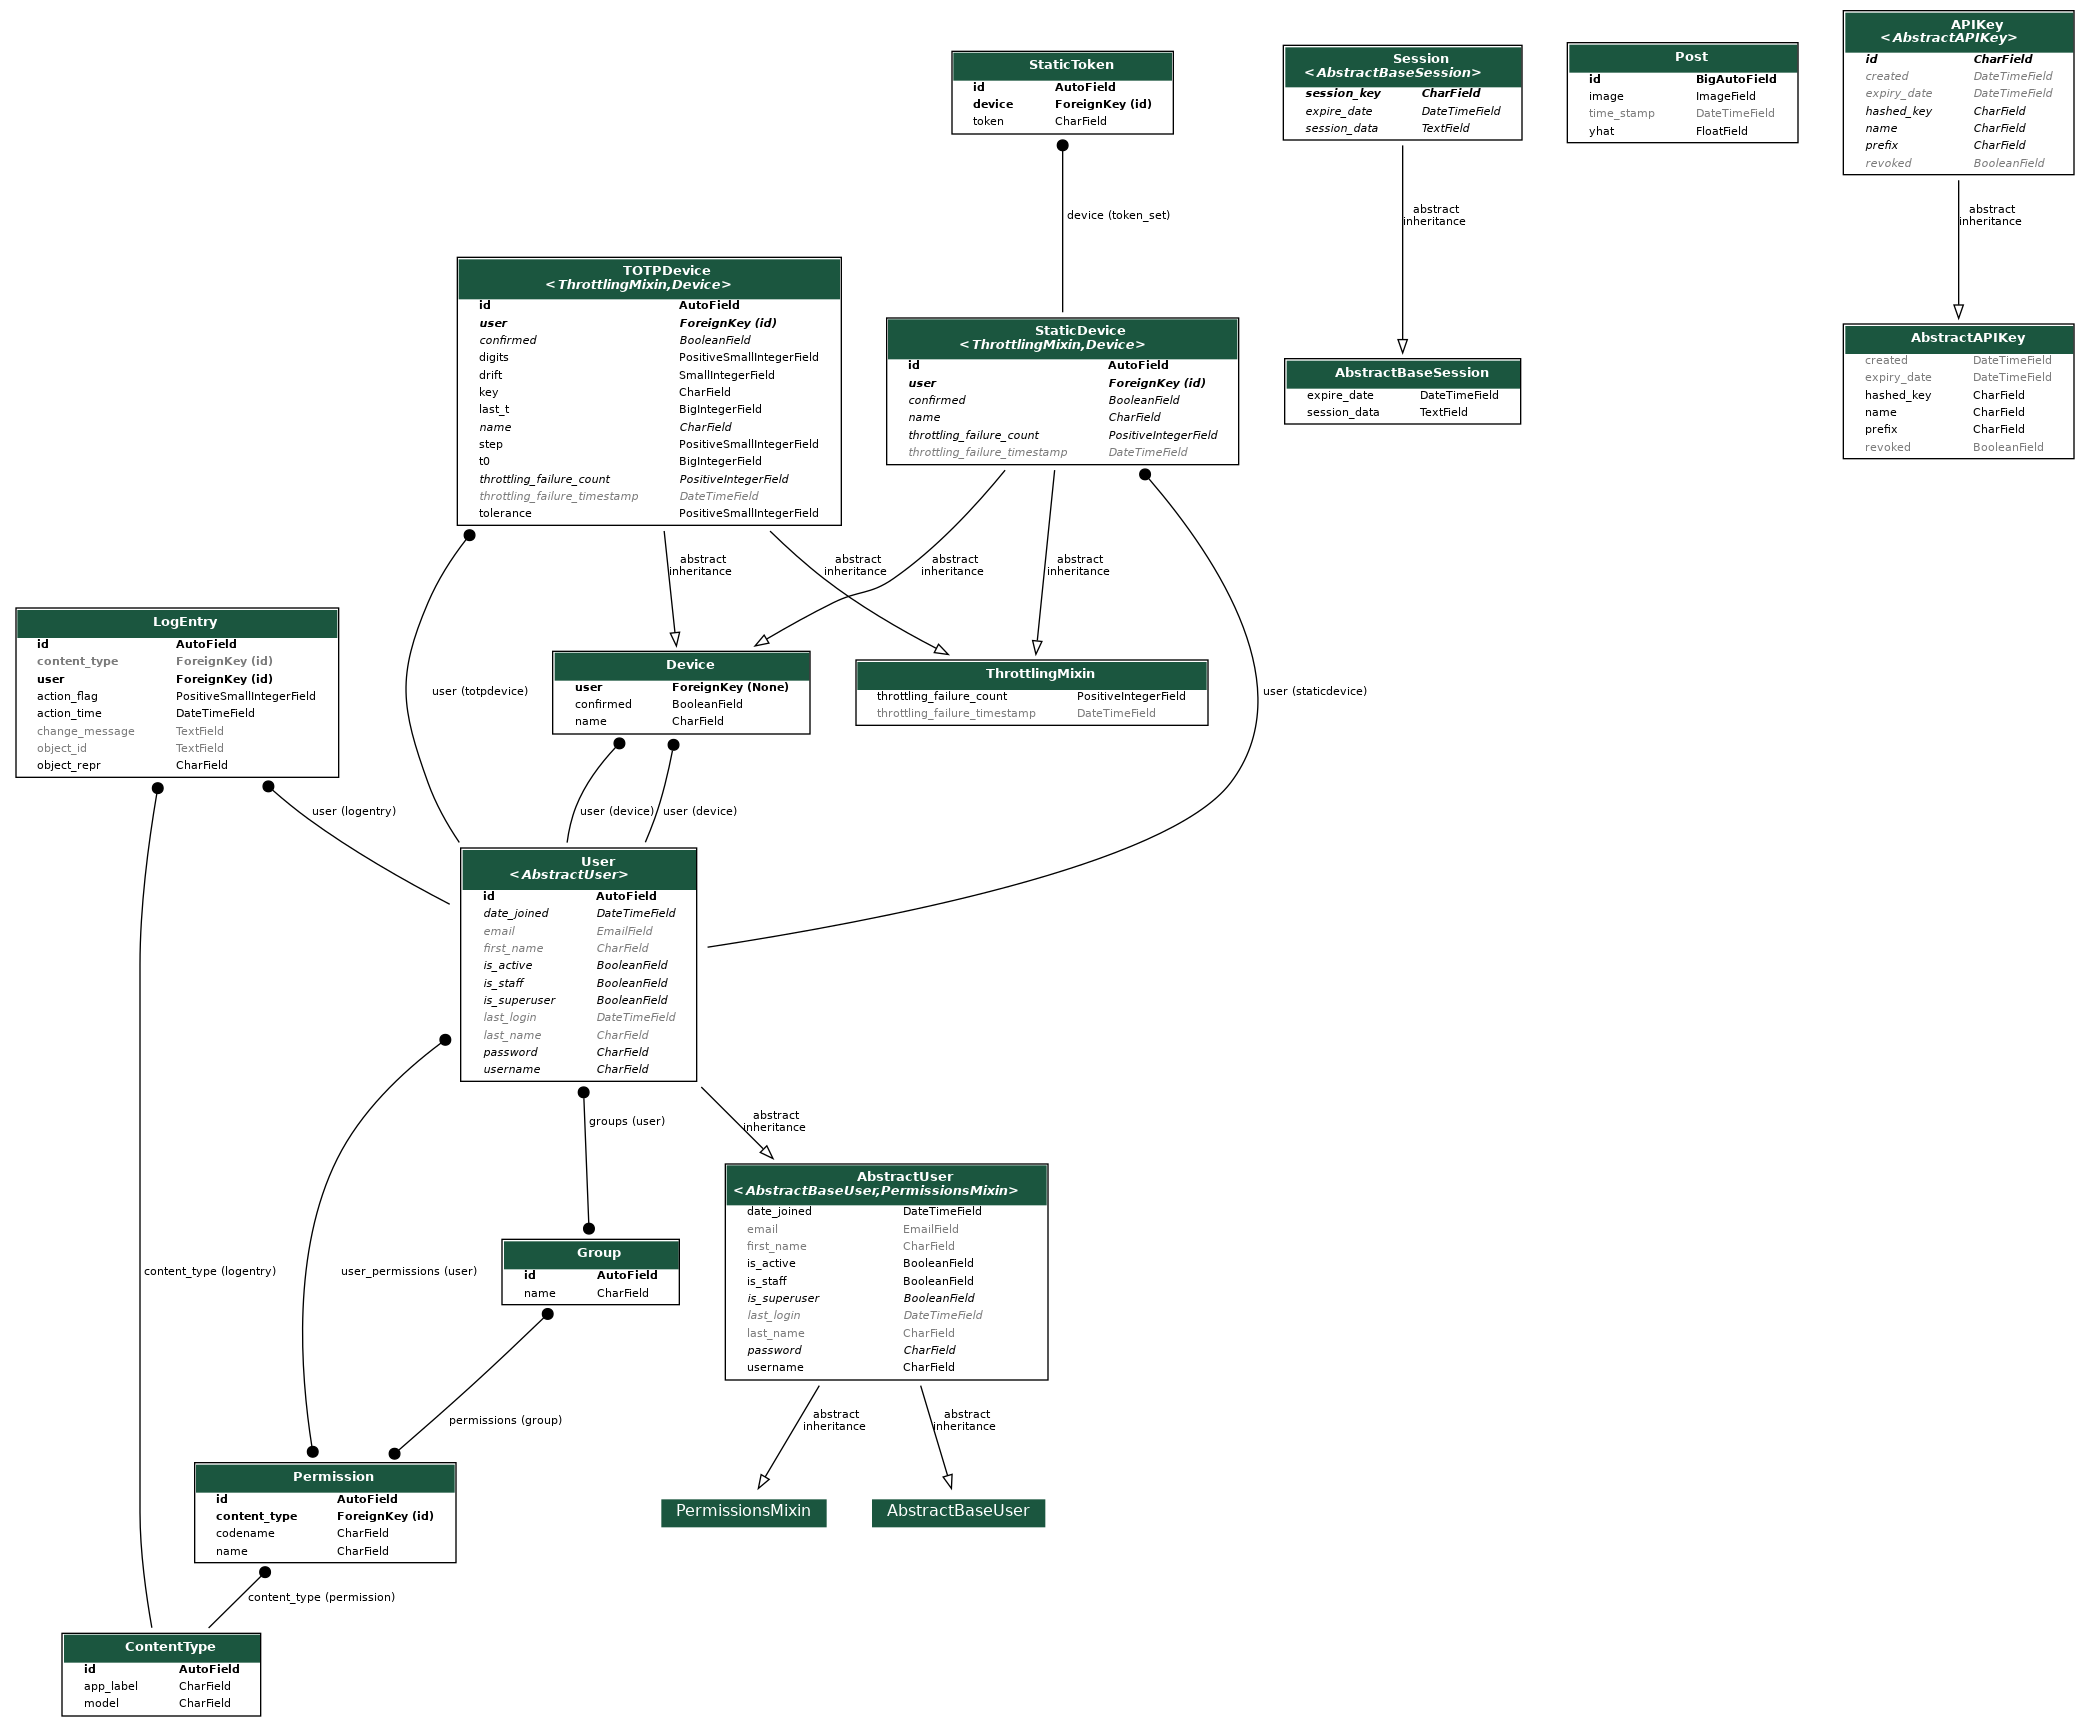 StaticToken
id AutoField
device ForeignKey (id)
token CharField
Session
<AbstractBaseSession>
session_key CharField
expire_date DateTimeField
session_data TextField
Post
id BigAutoField
image ImageField
time_stamp DateTimeField
yhat FloatField
APIKey
<AbstractAPIKey>
id CharField
created DateTimeField
expiry_date DateTimeField
hashed_key CharField
name CharField
prefix CharField
revoked BooleanField
device (token_set)
abstract
inheritance
abstract
inheritance
TOTPDevice
<ThrottlingMixin,Device>
id AutoField
user ForeignKey (id)
confirmed BooleanField
digits PositiveSmallIntegerField
drift SmallIntegerField
key CharField
last_t BigIntegerField
name CharField
step PositiveSmallIntegerField
t0 BigIntegerField
throttling_failure_count PositiveIntegerField
throttling_failure_timestamp DateTimeField
tolerance PositiveSmallIntegerField
StaticDevice
<ThrottlingMixin,Device>
id AutoField
user ForeignKey (id)
confirmed BooleanField
name CharField
throttling_failure_count PositiveIntegerField
throttling_failure_timestamp DateTimeField
AbstractBaseSession
expire_date DateTimeField
session_data TextField
AbstractAPIKey
created DateTimeField
expiry_date DateTimeField
hashed_key CharField
name CharField
prefix CharField
revoked BooleanField
abstract
inheritance
abstract
inheritance
abstract
inheritance
abstract
inheritance
LogEntry
id AutoField
content_type ForeignKey (id)
user ForeignKey (id)
action_flag PositiveSmallIntegerField
action_time DateTimeField
change_message TextField
object_id TextField
object_repr CharField
user (totpdevice)
Device
user ForeignKey (None)
confirmed BooleanField
name CharField
ThrottlingMixin
throttling_failure_count PositiveIntegerField
throttling_failure_timestamp DateTimeField
user (staticdevice)
user (logentry)
user (device)
user (device)
User
<AbstractUser>
id AutoField
date_joined DateTimeField
email EmailField
first_name CharField
is_active BooleanField
is_staff BooleanField
is_superuser BooleanField
last_login DateTimeField
last_name CharField
password CharField
username CharField
groups (user)
abstract
inheritance
AbstractUser
<AbstractBaseUser,PermissionsMixin>
date_joined DateTimeField
email EmailField
first_name CharField
is_active BooleanField
is_staff BooleanField
is_superuser BooleanField
last_login DateTimeField
last_name CharField
password CharField
username CharField
content_type (logentry)
user_permissions (user)
Group
id AutoField
name CharField
permissions (group)
abstract
inheritance
abstract
inheritance
Permission
id AutoField
content_type ForeignKey (id)
codename CharField
name CharField
PermissionsMixin
AbstractBaseUser
content_type (permission)
ContentType
id AutoField
app_label CharField
model CharField